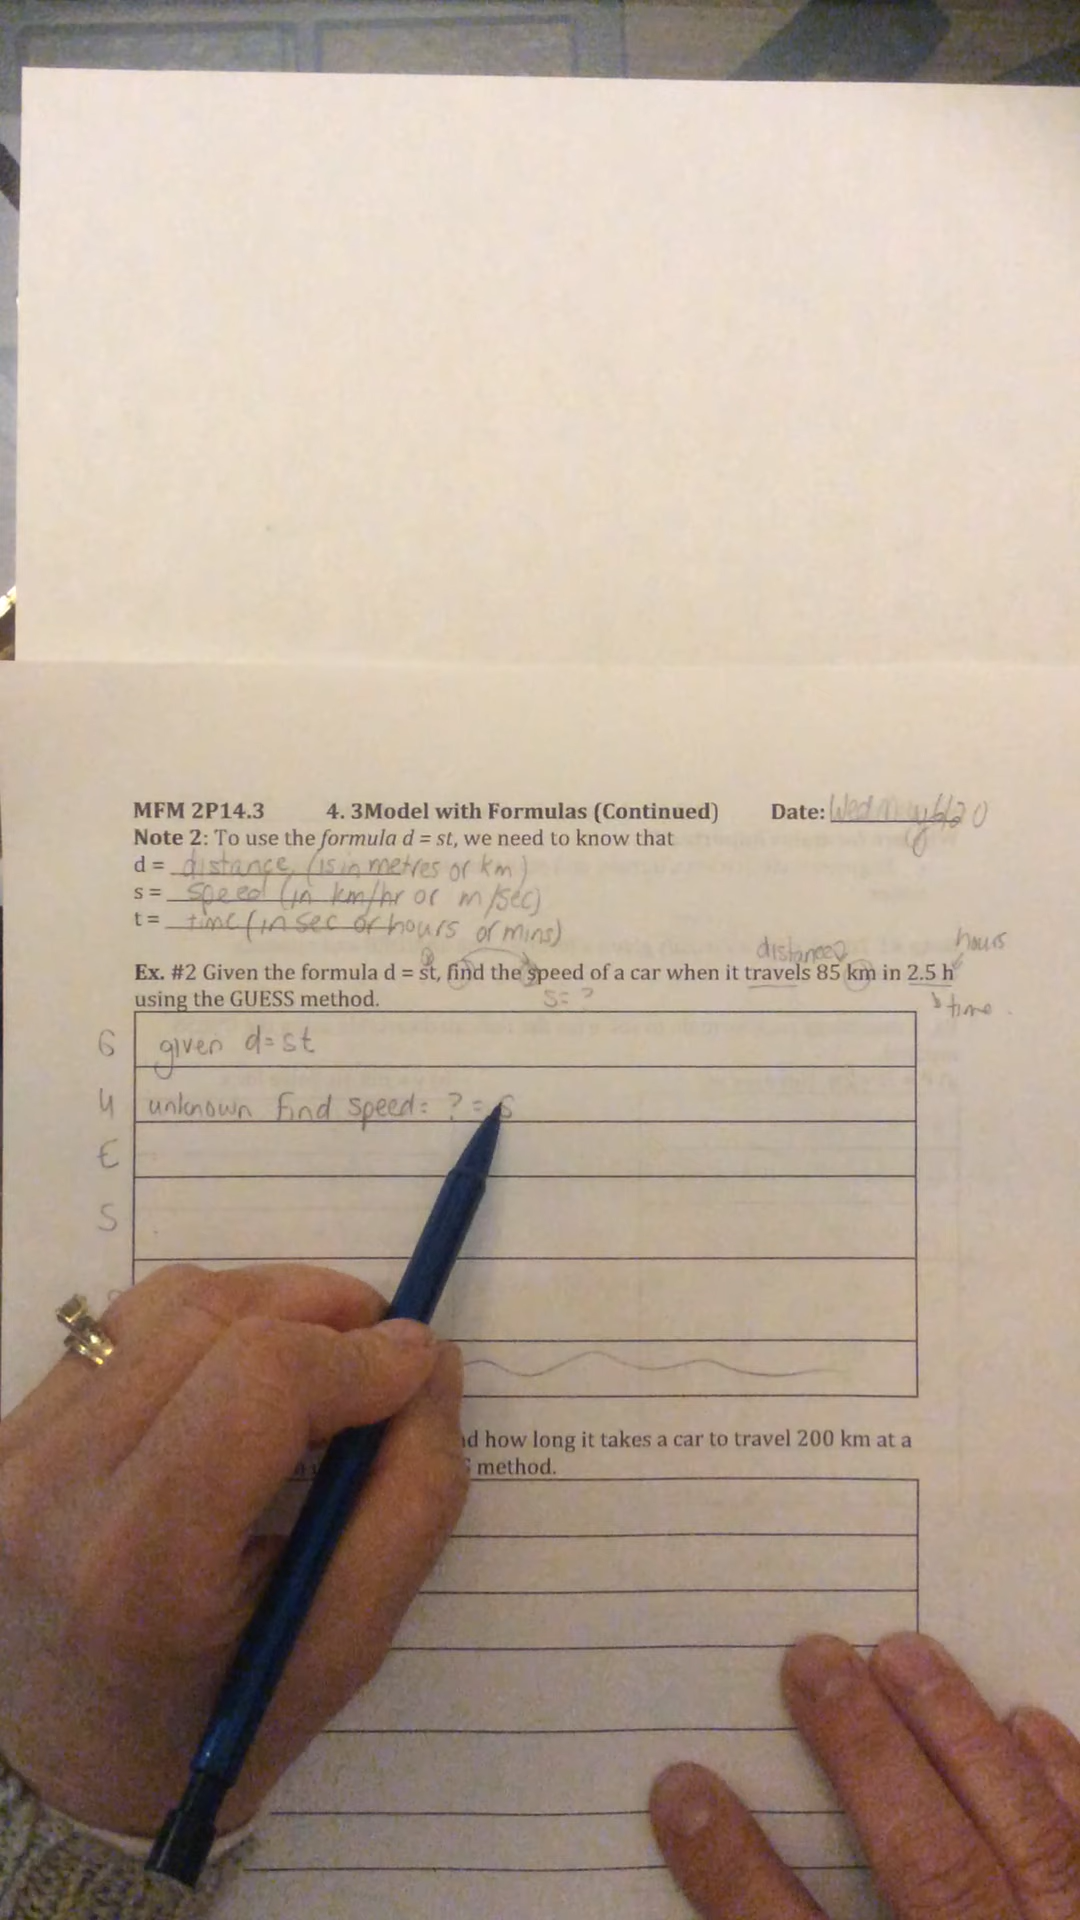 MFM 2P14.3 4. 3Model with Formulas (Continued) Date: Wed May 6/20
Note 2: To use the formula d = st, we need to know that
d = distance (is in metres or km)
s = speed (in km/hr or m/sec)
t = time (in sec or hours or mins)
distance hours
Ex. #2 Given the formula d = st, find the speed of a car when it travels 85 km in 2.5 h
using the GUESS method. s = ? time
G given d = st
U unknown find speed = ? = s
E
S
nd how long it takes a car to travel 200 km at a
method.